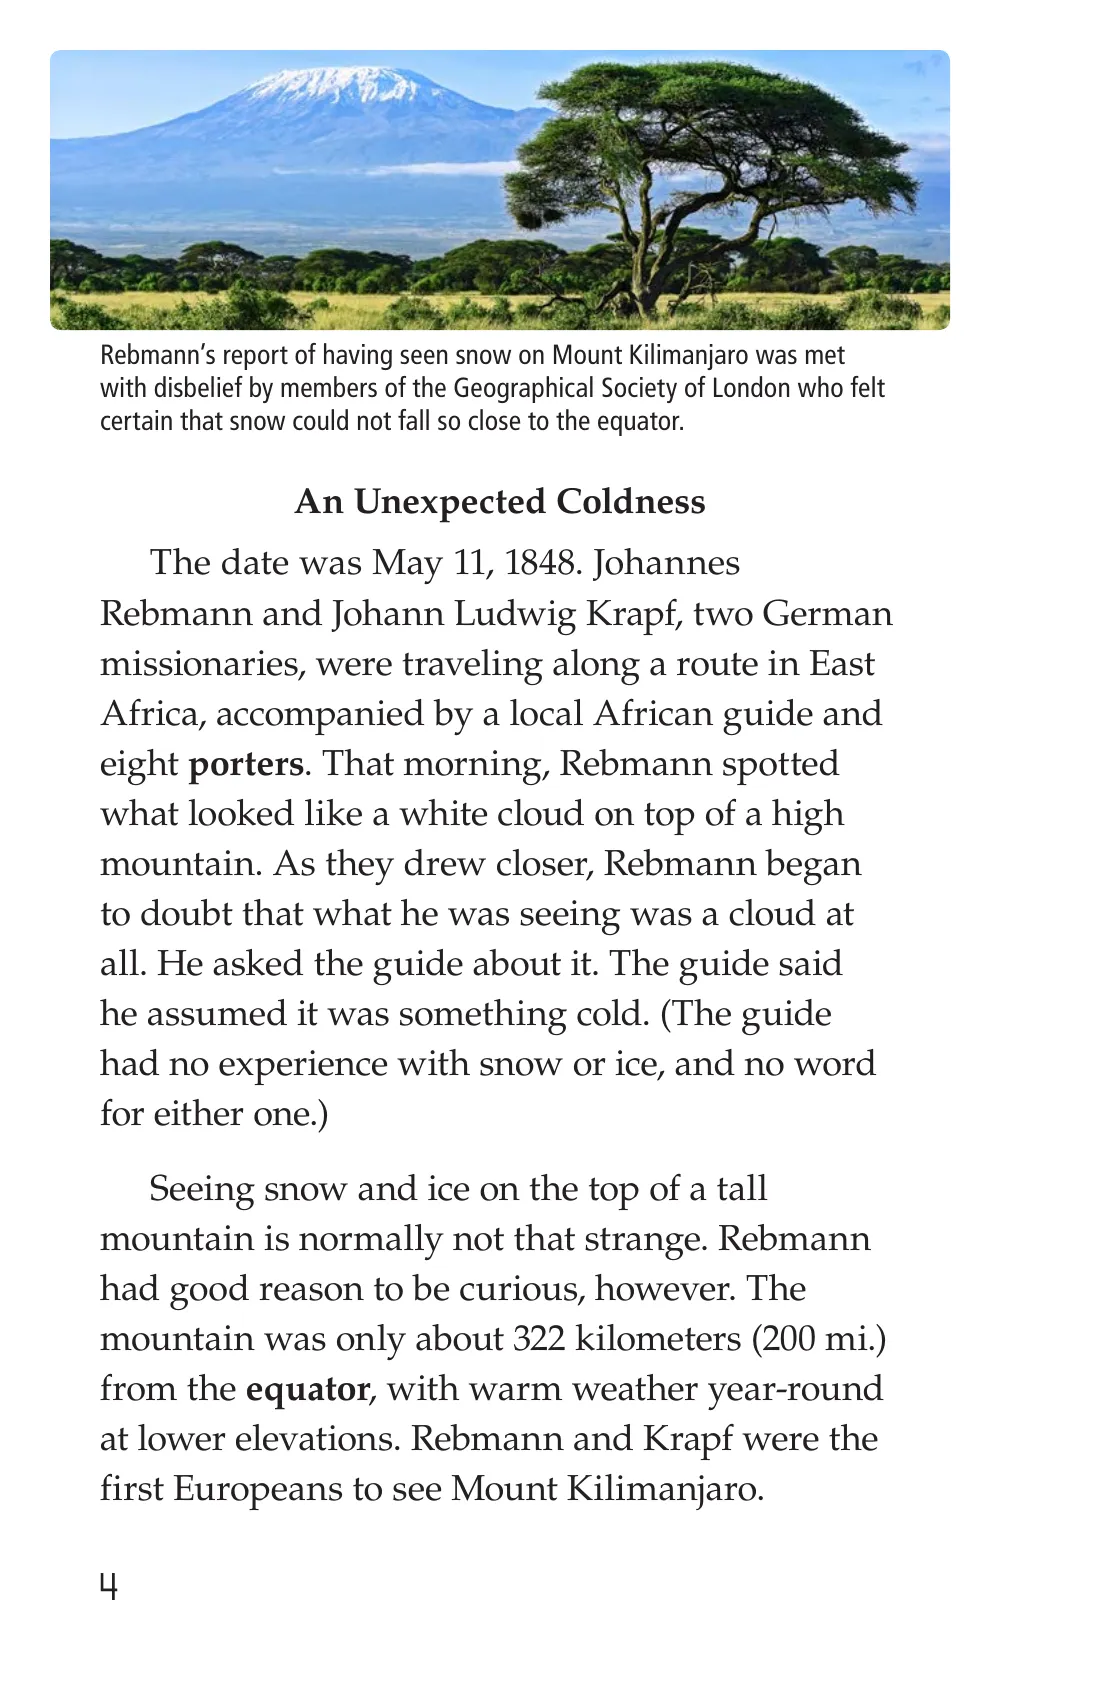 Rebmann's report of having seen snow on Mount Kilimanjaro was met
with disbelief by members of the Geographical Society of London who felt
certain that snow could not fall so close to the equator.
An Unexpected Coldness
The date was May 11, 1848. Johannes
Rebmann and Johann Ludwig Krapf, two German
missionaries, were traveling along a route in East
Africa, accompanied by a local African guide and
eight porters. That morning, Rebmann spotted
what looked like a white cloud on top of a high
mountain. As they drew closer, Rebmann began
to doubt that what he was seeing was a cloud at
all. He asked the guide about it. The guide said
he assumed it was something cold. (The guide
had no experience with snow or ice, and no word
for either one.)
Seeing snow and ice on the top of a tall
mountain is normally not that strange. Rebmann
had good reason to be curious, however. The
mountain was only about 322 kilometers (200 mi.)
from the equator, with warm weather year-round
at lower elevations. Rebmann and Krapf were the
first Europeans to see Mount Kilimanjaro.
4